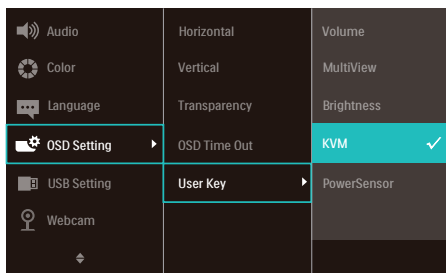 Audio
Color
Language
OSD Setting
USB Setting
Webcam
Horizontal
Vertical
Transparency
OSD Time Out
User Key
Volume
MultiView
Brightness
KVM
PowerSensor